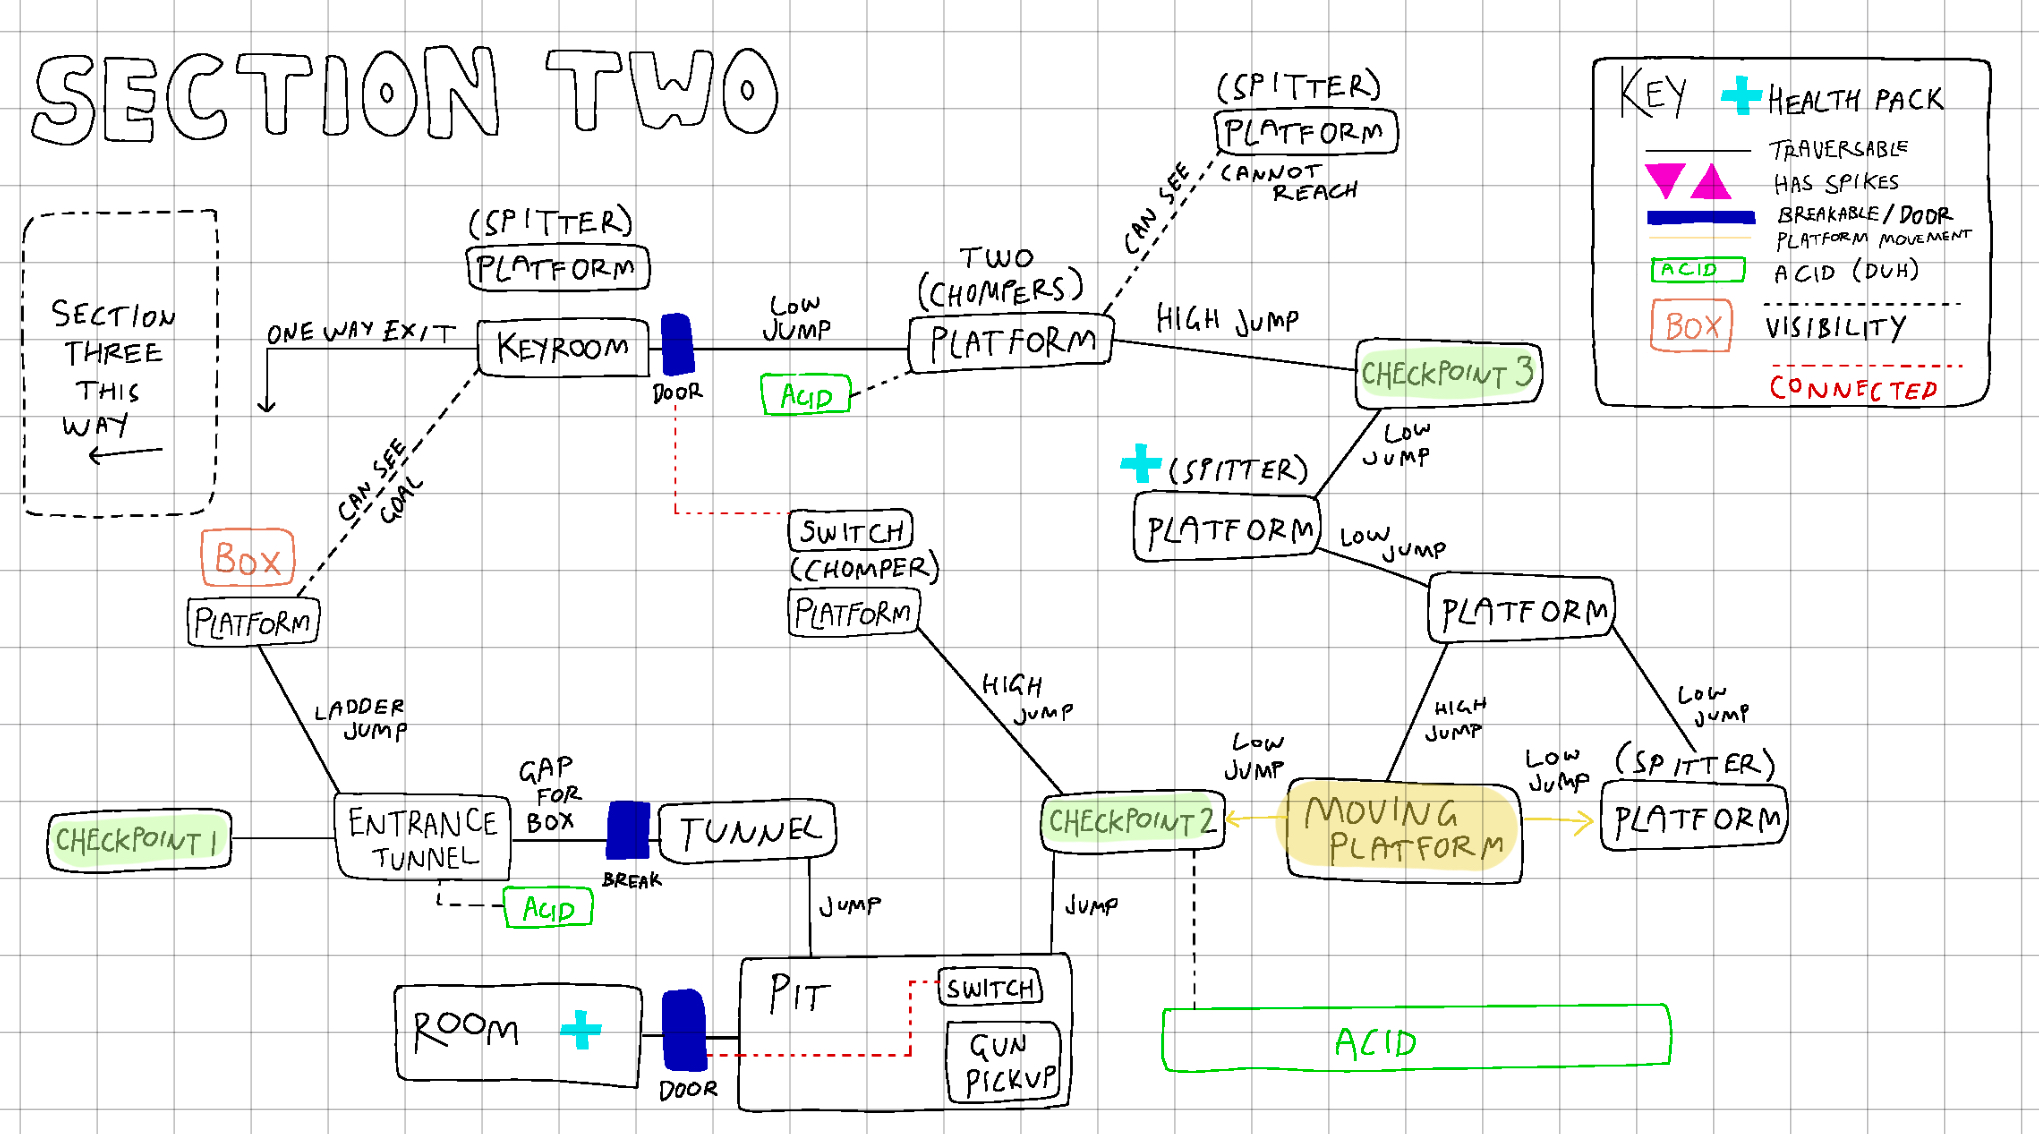 SECTION TWO
(SPITTER)
PLATFORM
CANNOT
REACH
CAN SEE
KEY
HEALTH PACK
TRAVERSABLE
HAS SPIKES
BREAKABLE/DOOR
PLATFORM MOVEMENT
ACID
ACID (DUH)
BOX
VISIBILITY
CONNECTED
SECTION
THREE
THIS
WAY
(SPITTER)
PLATFORM
ONE WAY EXIT
KEYROOM
DOOR
LOW
JUMP
ACID
TWO
(CHOMPERS)
PLATFORM
HIGH JUMP
CHECKPOINT 3
LOW
JUMP
(SPITTER)
PLATFORM
LOW
JUMP
PLATFORM
CAN SEE
GOAL
BOX
PLATFORM
SWITCH
(CHOMPER)
PLATFORM
LADDER
JUMP
HIGH
JUMP
HIGH
JUMP
LOW
JUMP
CHECKPOINT 1
ENTRANCE
TUNNEL
GAP
FOR
BOX
BREAK
TUNNEL
ACID
CHECKPOINT 2
LOW
JUMP
MOVING
PLATFORM
LOW
JUMP
(SPITTER)
PLATFORM
JUMP
JUMP
ROOM
DOOR
PIT
SWITCH
GUN
PICKUP
ACID